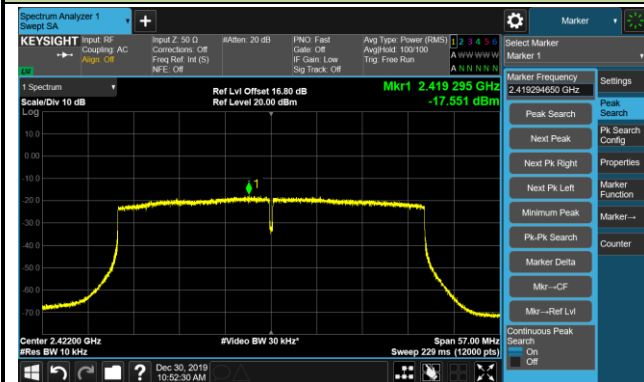 Spectrum Analyzer 1
Swept SA
+
Marker
KEYSIGHT
Input: RF
Coupling: AC
Align: Off
Input Z: 50 Ω
Corrections: Off
Freq Ref: Int (S)
NFE: Off
#Atten: 20 dB
PNO: Fast
Gate: Off
IF Gain: Low
Sig Track: Off
Avg Type: Power (RMS)
Avg|Hold: 100/100
Trig: Free Run
1 2 3 4 5 6
A W W W W W
A N N N N N
Select Marker
Marker 1
1 Spectrum
Scale/Div 10 dB
Log
Ref Lvl Offset 16.80 dB
Ref Level 20.00 dBm
Mkr1 2.419 295 GHz
-17.551 dBm
10.0
0.00
-10.0
-20.0
-30.0
-40.0
-50.0
-60.0
-70.0
1
Center 2.42200 GHz
#Res BW 10 kHz
#Video BW 30 kHz*
Span 57.00 MHz
Sweep 229 ms (12000 pts)
Marker Frequency
2.419294650 GHz
Peak Search
Next Peak
Next Pk Right
Next Pk Left
Minimum Peak
Pk-Pk Search
Marker Delta
Mkr→CF
Mkr→Ref Lvl
Continuous Peak
Search
On
Off
Settings
Peak
Search
Pk Search
Config
Properties
Marker
Function
Marker→
Counter
?
Dec 30, 2019
10:52:30 AM